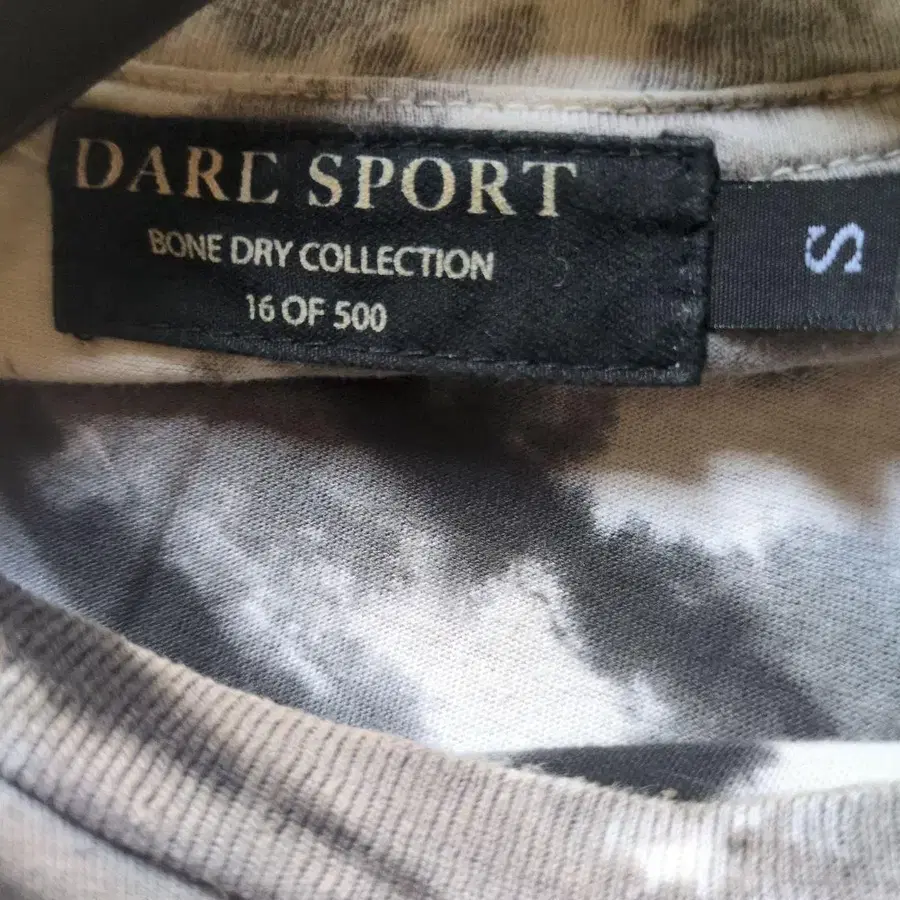 DARE SPORT
BONE DRY COLLECTION
16 OF 500
S